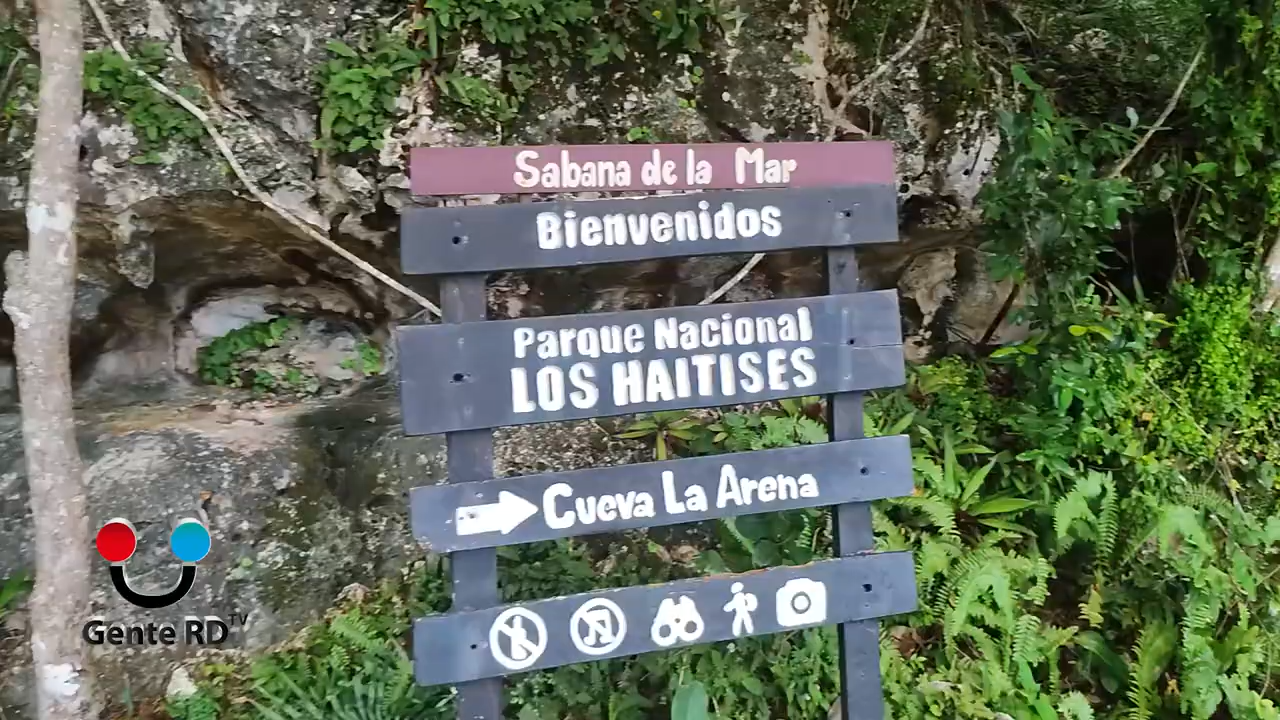 Sabana de la Mar
Bienvenidos
Parque Nacional
LOS HAITISES
Cueva La Arena
Gente RD TV